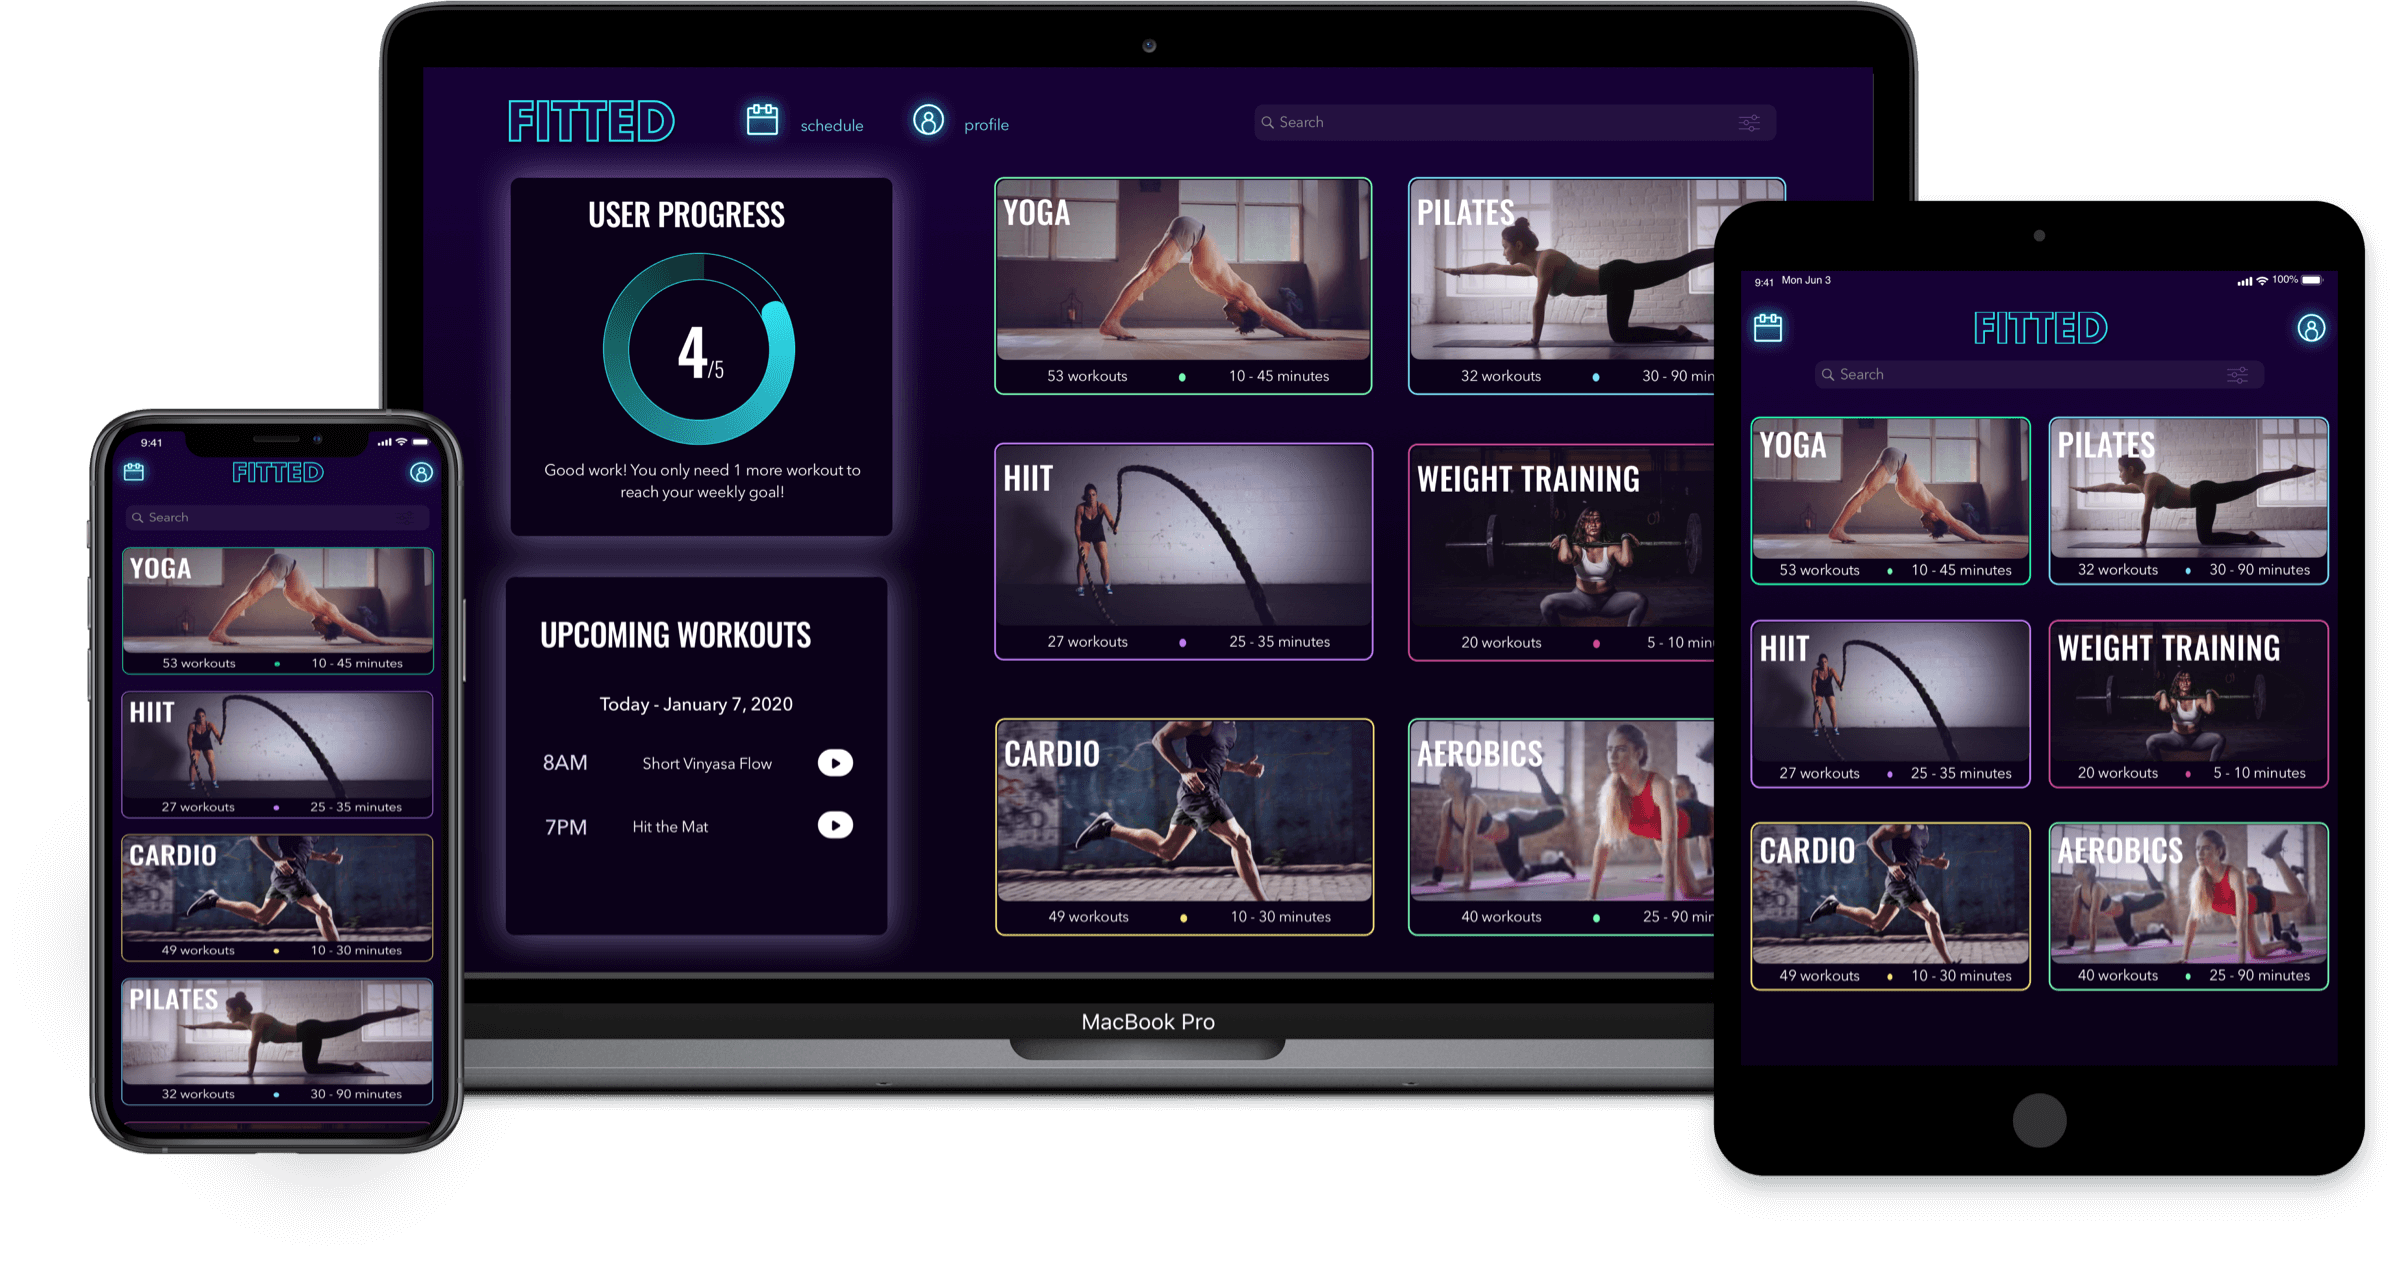 FITTED
schedule
profile
Search
USER PROGRESS
4/5
Good work! You only need 1 more workout to
reach your weekly goal!
UPCOMING WORKOUTS
Today - January 7, 2020
8AM Short Vinyasa Flow
7PM Hit the Mat
YOGA
53 workouts 10 - 45 minutes
PILATES
32 workouts 30 - 90 min
HIIT
27 workouts 25 - 35 minutes
WEIGHT TRAINING
20 workouts 5 - 10 min
CARDIO
49 workouts 10 - 30 minutes
AEROBICS
40 workouts 25 - 90 min
MacBook Pro
9:41
FITTED
Search
YOGA
53 workouts 10 - 45 minutes
HIIT
27 workouts 25 - 35 minutes
CARDIO
49 workouts 10 - 30 minutes
PILATES
32 workouts 30 - 90 minutes
9:41 Mon Jun 3 100%
FITTED
Search
YOGA
53 workouts 10 - 45 minutes
PILATES
32 workouts 30 - 90 minutes
HIIT
27 workouts 25 - 35 minutes
WEIGHT TRAINING
20 workouts 5 - 10 minutes
CARDIO
49 workouts 10 - 30 minutes
AEROBICS
40 workouts 25 - 90 minutes